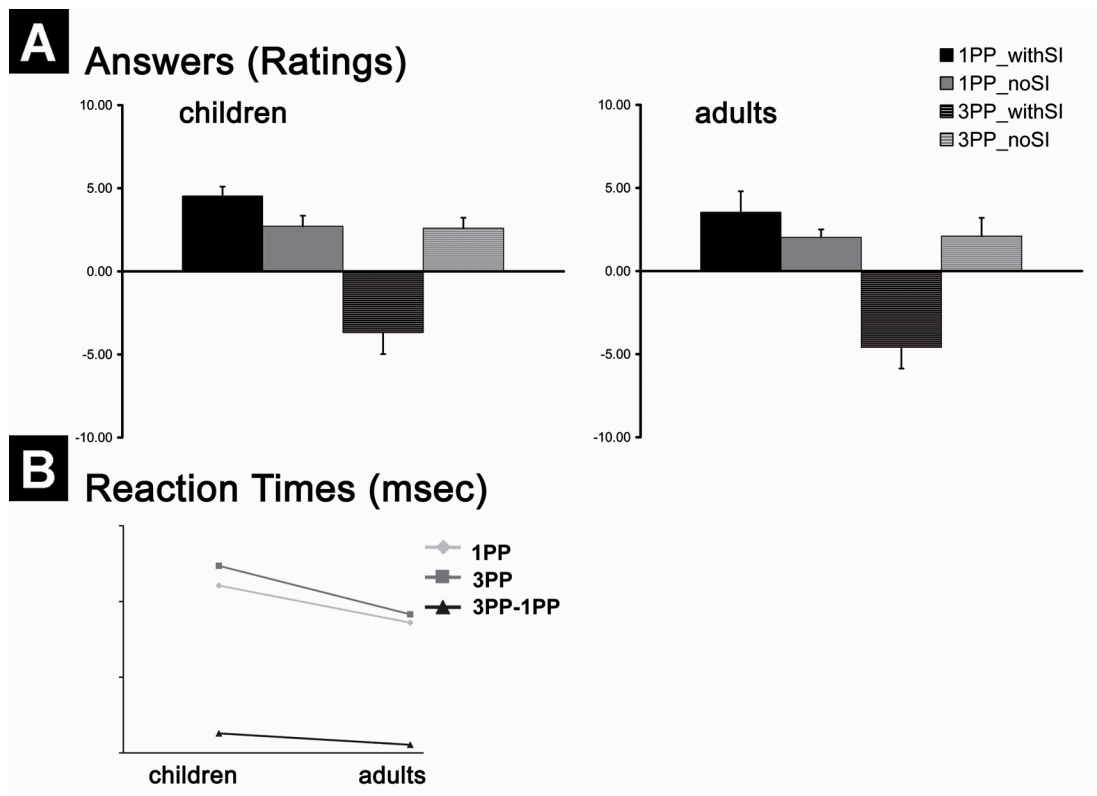 A
Answers (Ratings)
1PP_withSI
1PP_noSI
3PP_withSI
3PP_noSI
children
10.00
5.00
0.00
-5.00
-10.00
adults
10.00
5.00
0.00
-5.00
-10.00
B
Reaction Times (msec)
1PP
3PP
3PP-1PP
children
adults